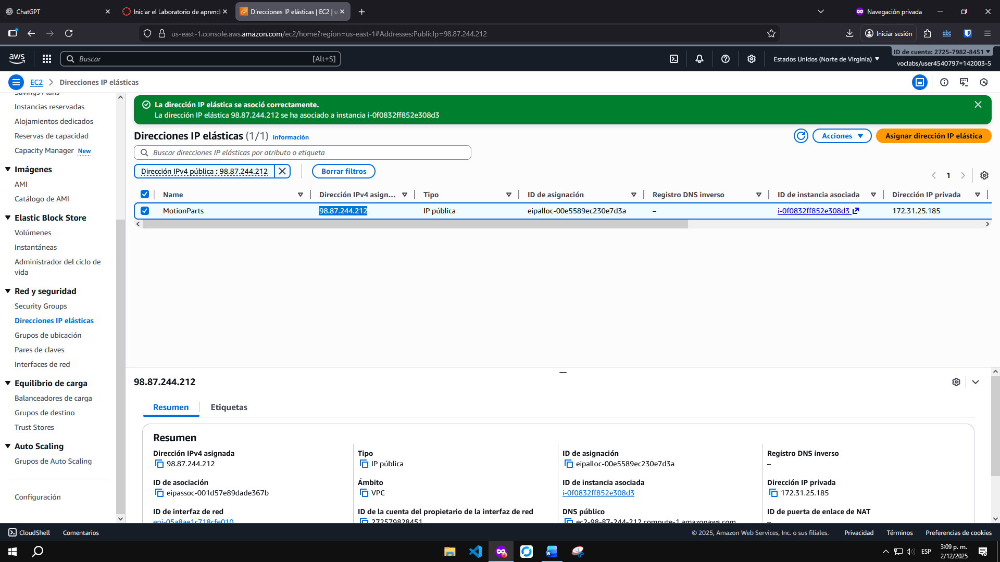 ChatGPT
Iniciar el Laboratorio de aprend
Direcciones IP elásticas | EC2 | u
Navegación privada
us-east-1.console.aws.amazon.com/ec2/home?region=us-east-1#Addresses:PublicIp=98.87.244.212
Iniciar sesión
abc
aws
Buscar
[Alt+S]
Estados Unidos (Norte de Virginia)
ID de cuenta: 2725-7982-8451
voclabs/user4540797=142003-5
EC2
Direcciones IP elásticas
Savings Plans
Instancias reservadas
Alojamientos dedicados
Reservas de capacidad
Capacity Manager New
Imágenes
AMI
Catálogo de AMI
Elastic Block Store
Volúmenes
Instantáneas
Administrador del ciclo de
vida
Red y seguridad
Security Groups
Direcciones IP elásticas
Grupos de ubicación
Pares de claves
Interfaces de red
Equilibrio de carga
Balanceadores de carga
Grupos de destino
Trust Stores
Auto Scaling
Grupos de Auto Scaling
Configuración
La dirección IP elástica se asoció correctamente.
La dirección IP elástica 98.87.244.212 se ha asociado a instancia i-0f0832ff852e308d3
Direcciones IP elásticas (1/1) Información
Acciones
Asignar dirección IP elástica
Buscar direcciones IP elásticas por atributo o etiqueta
Dirección IPv4 pública : 98.87.244.212
Borrar filtros
1
Name
Dirección IPv4 asign...
Tipo
ID de asignación
Registro DNS inverso
ID de instancia asociada
Dirección IP privada
MotionParts
98.87.244.212
IP pública
eipalloc-00e5589ec230e7d3a
–
i-0f0832ff852e308d3
172.31.25.185
98.87.244.212
Resumen
Etiquetas
Resumen
Dirección IPv4 asignada
98.87.244.212
Tipo
IP pública
ID de asignación
eipalloc-00e5589ec230e7d3a
Registro DNS inverso
–
ID de asociación
eipassoc-001d57e89dade367b
Ámbito
VPC
ID de instancia asociada
i-0f0832ff852e308d3
Dirección IP privada
172.31.25.185
ID de interfaz de red
eni-05a8ae1c718cfe010
ID de la cuenta del propietario de la interfaz de red
272579828451
DNS público
ec2-98-87-244-212.compute-1.amazonaws.com
ID de puerta de enlace de NAT
–
CloudShell
Comentarios
© 2025, Amazon Web Services, Inc. o sus filiales.
Privacidad
Términos
Preferencias de cookies
ESP
3:09 p. m.
2/12/2025